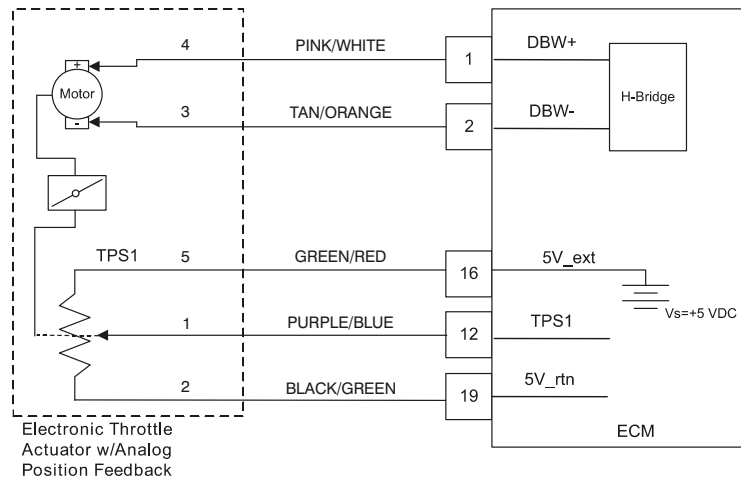 4 PINK/WHITE 1 DBW+
+
Motor
-
H-Bridge
3 TAN/ORANGE 2 DBW-
TPS1 5 GREEN/RED 16 5V_ext
Vs=+5 VDC
1 PURPLE/BLUE 12 TPS1
2 BLACK/GREEN 19 5V_rtn
ECM
Electronic Throttle
Actuator w/Analog
Position Feedback